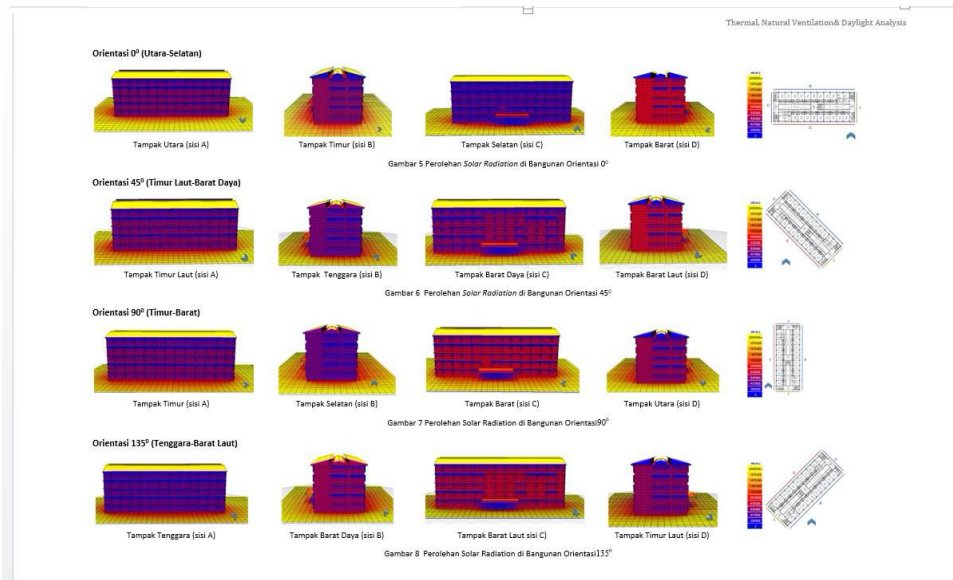 Thermal, Natural Ventilation& Daylight Analysis
Orientasi 0⁰ (Utara-Selatan)
Tampak Utara (sisi A) Tampak Timur (sisi B) Tampak Selatan (sisi C) Tampak Barat (sisi D)
Gambar 5 Perolehan Solar Radiation di Bangunan Orientasi 0⁰
Orientasi 45⁰ (Timur Laut-Barat Daya)
Tampak Timur Laut (sisi A) Tampak Tenggara (sisi B) Tampak Barat Daya (sisi C) Tampak Barat Laut (sisi D)
Gambar 6 Perolehan Solar Radiation di Bangunan Orientasi 45⁰
Orientasi 90⁰ (Timur-Barat)
Tampak Timur (sisi A) Tampak Selatan (sisi B) Tampak Barat (sisi C) Tampak Utara (sisi D)
Gambar 7 Perolehan Solar Radiation di Bangunan Orientasi90⁰
Orientasi 135⁰ (Tenggara-Barat Laut)
Tampak Tenggara (sisi A) Tampak Barat Daya (sisi B) Tampak Barat Laut sisi C) Tampak Timur Laut (sisi D)
Gambar 8 Perolehan Solar Radiation di Bangunan Orientasi135⁰